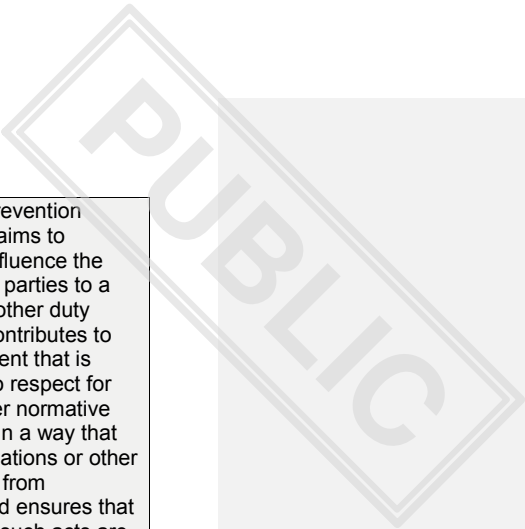 PUBLIC
revention
aims to
fluence the
parties to a
other duty
ontributes to
ent that is
o respect for
er normative
n a way that
ations or other
from
d ensures that
such acts are